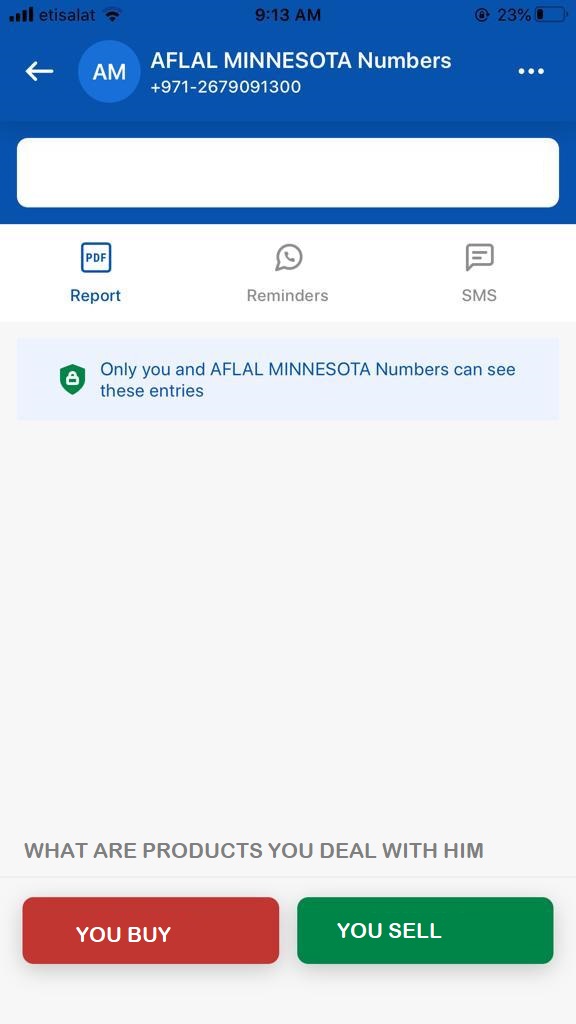 etisalat 9:13 AM 23%
AM
AFLAL MINNESOTA Numbers
+971-2679091300
PDF
Report Reminders SMS
Only you and AFLAL MINNESOTA Numbers can see
these entries
WHAT ARE PRODUCTS YOU DEAL WITH HIM
YOU BUY YOU SELL